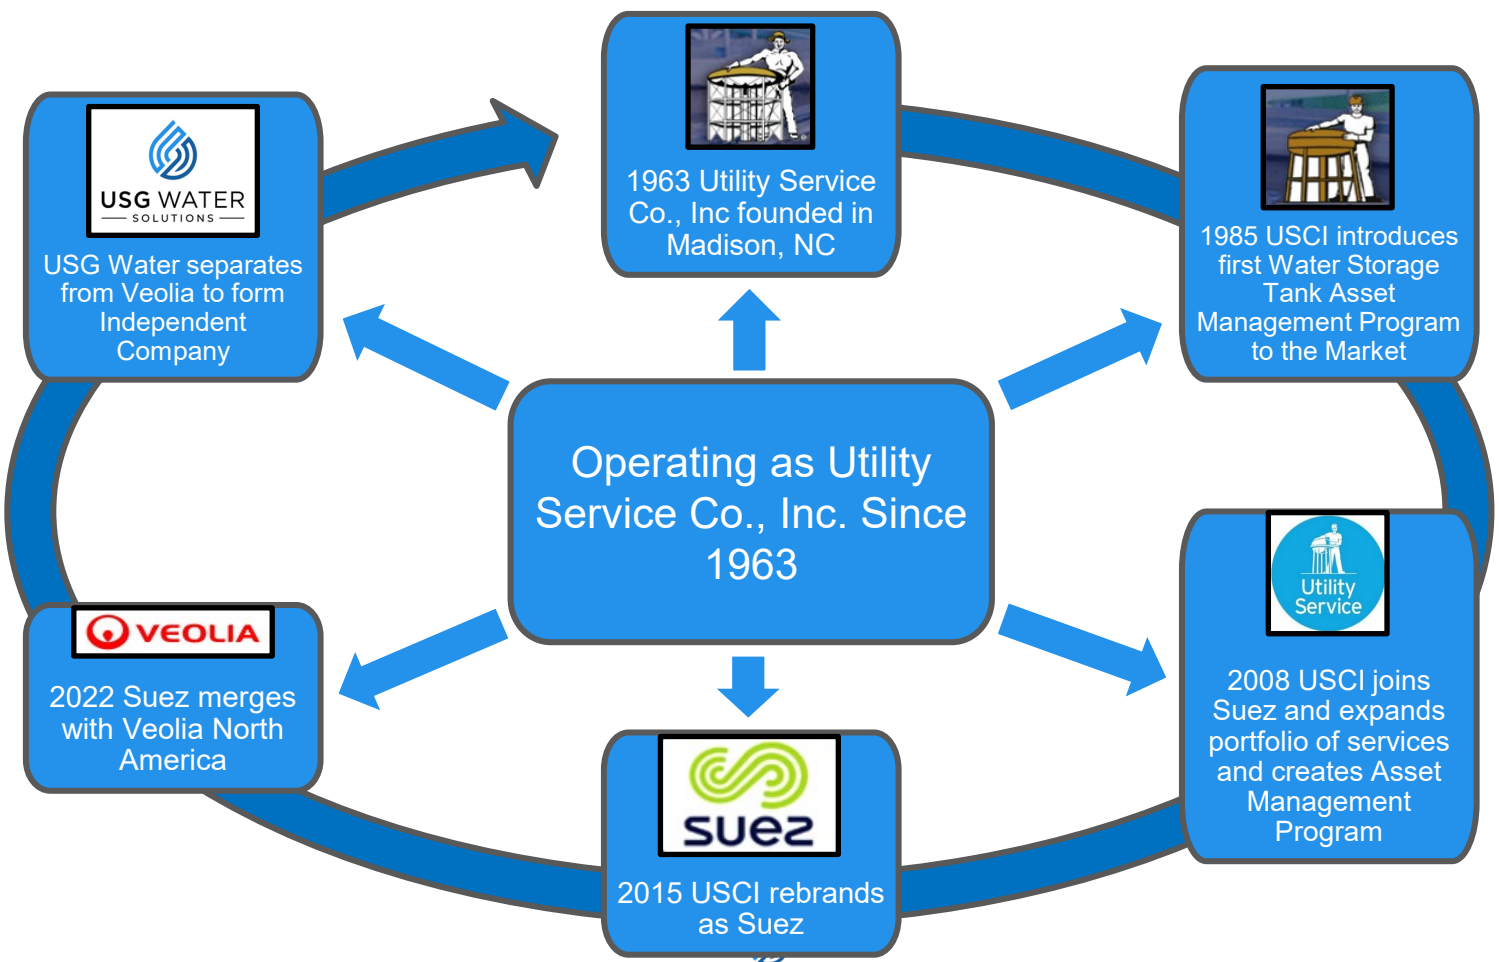 1963 Utility Service
Co., Inc founded in
Madison, NC
1985 USCI introduces
first Water Storage
Tank Asset
Management Program
to the Market
Utility
Service
2008 USCI joins
Suez and expands
portfolio of services
and creates Asset
Management
Program
suez
2015 USCI rebrands
as Suez
VEOLIA
2022 Suez merges
with Veolia North
America
USG WATER
SOLUTIONS
USG Water separates
from Veolia to form
Independent
Company
Operating as Utility
Service Co., Inc. Since
1963